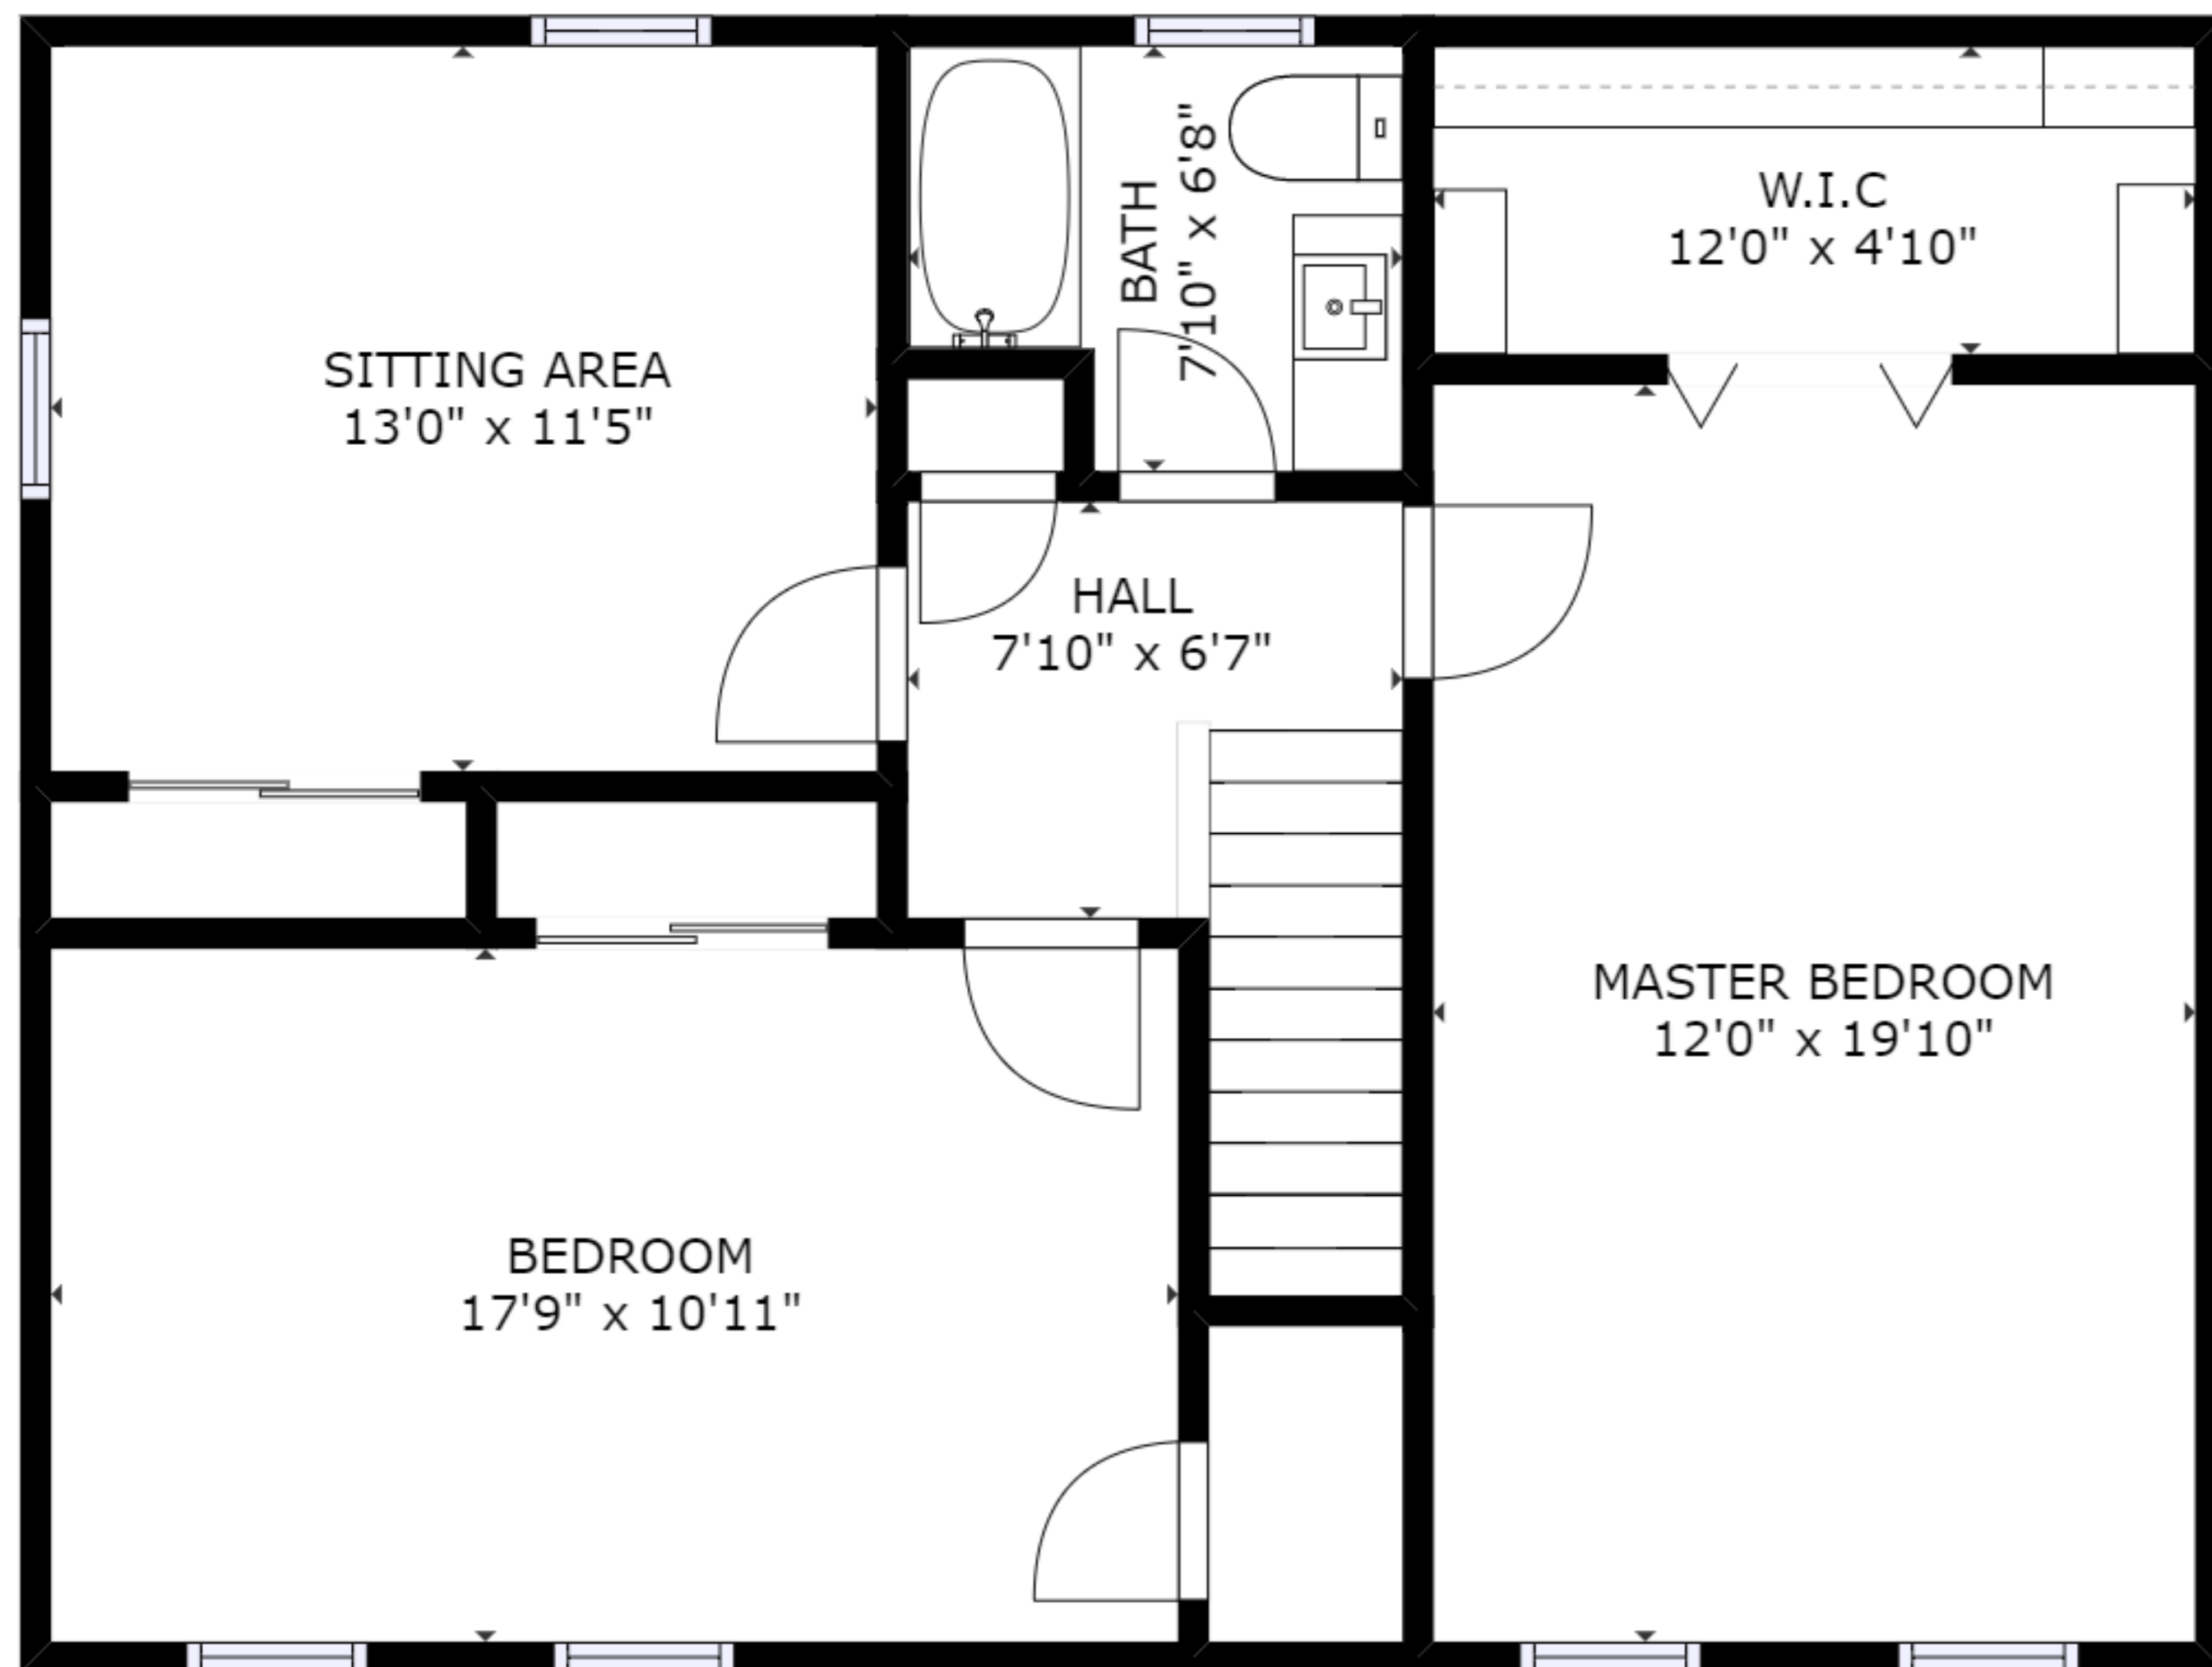 BATH
7'10" x 6'8"
W.I.C
12'0" x 4'10"
SITTING AREA
13'0" x 11'5"
HALL
7'10" x 6'7"
MASTER BEDROOM
12'0" x 19'10"
BEDROOM
17'9" x 10'11"